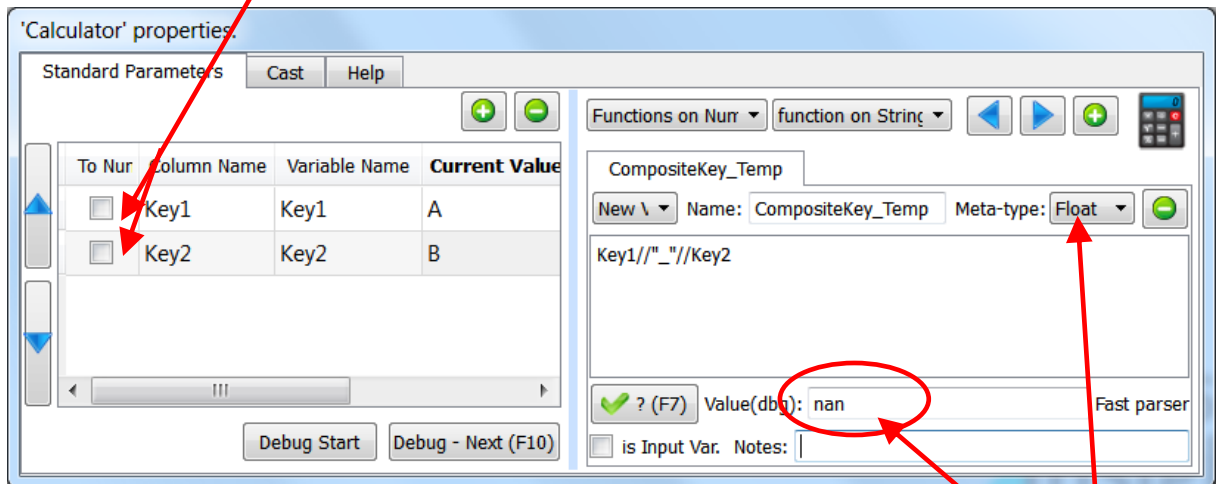 'Calculator' properties:
Standard Parameters Cast Help
To Nur Column Name Variable Name Current Value
Key1 Key1 A
Key2 Key2 B
Debug Start Debug - Next (F10)
Functions on Num function on String
CompositeKey_Temp
New \ Name: CompositeKey_Temp Meta-type: Float
Key1//"_"//Key2
? (F7) Value(dbg): nan Fast parser
is Input Var. Notes: